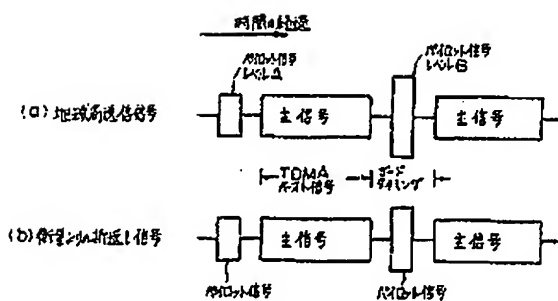 時間の経過
パイロット信号
レベルA
パイロット信号
レベルB
(a) 地球局送信信号
主信号
主信号
TDMA
バースト信号
ガード
タイミング
(b) 衛星からの折返し信号
主信号
主信号
パイロット信号
パイロット信号